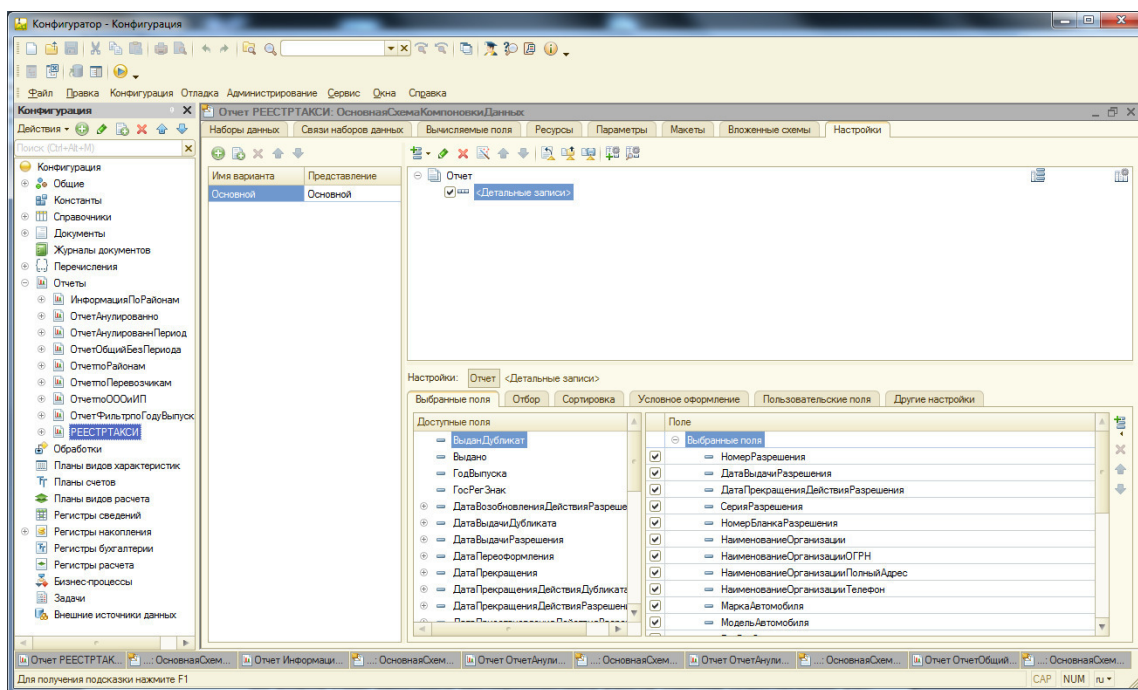 Конфигуратор - Конфигурация
Файл Правка Конфигурация Отладка Администрирование Сервис Окна Справка
Конфигурация
Действия
Поиск (Ctrl+Alt+M)
Конфигурация
Общие
Константы
Справочники
Документы
Журналы документов
Перечисления
Отчеты
ИнформацияПоРайонам
ОтчетАнулированно
ОтчетАнулированнПериод
ОтчетОбщийБезПериода
ОтчетпоРайонам
ОтчетпоПеревозчикам
ОтчетпоОООиИП
ОтчетФильтрпоГодуВыпуск
РЕЕСТРТАКСИ
Обработки
Планы видов характеристик
Планы счетов
Планы видов расчета
Регистры сведений
Регистры накопления
Регистры бухгалтерии
Регистры расчета
Бизнес-процессы
Задачи
Внешние источники данных
Отчет РЕЕСТРТАКСИ: ОсновнаяСхемаКомпоновкиДанных
Наборы данных Связи наборов данных Вычисляемые поля Ресурсы Параметры Макеты Вложенные схемы Настройки
Имя варианта Представление
Основной Основной
Отчет
<Детальные записи>
Настройки: Отчет <Детальные записи>
Выбранные поля Отбор Сортировка Условное оформление Пользовательские поля Другие настройки
Доступные поля
ВыданДубликат
Выдано
ГодВыпуска
ГосРегЗнак
ДатаВозобновленияДействияРазреше
ДатаВыдачиДубликата
ДатаВыдачиРазрешения
ДатаПереоформления
ДатаПрекращения
ДатаПрекращенияДействияДубликата
ДатаПрекращенияДействияРазрешен
Поле
Выбранные поля
НомерРазрешения
ДатаВыдачиРазрешения
ДатаПрекращенияДействияРазрешения
СерияРазрешения
НомерБланкаРазрешения
НаименованиеОрганизации
НаименованиеОрганизацииОГРН
НаименованиеОрганизацииПолныйАдрес
НаименованиеОрганизацииТелефон
МаркаАвтомобиля
МодельАвтомобиля
Отчет РЕЕСТРТАК... ...: ОсновнаяСхем... Отчет Информаци... ...: ОсновнаяСхем... Отчет ОтчетАнули... ...: ОсновнаяСхем... Отчет ОтчетАнули... ...: ОсновнаяСхем... Отчет ОтчетОбщий... ...: ОсновнаяСхем...
Для получения подсказки нажмите F1
CAP NUM ru